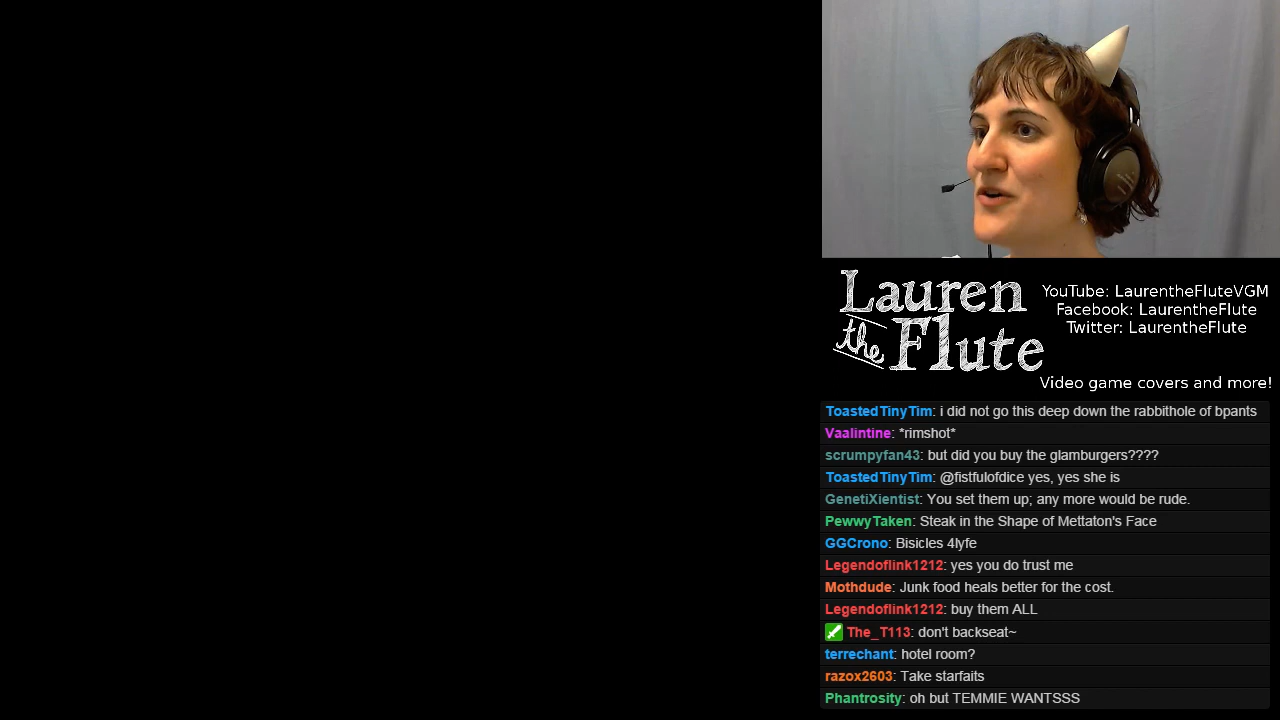 Lauren
the Flute
YouTube: LaurentheFluteVGM
Facebook: LaurentheFlute
Twitter: LaurentheFlute
Video game covers and more!
ToastedTinyTim: i did not go this deep down the rabbithole of bpants
Vaalintine: *rimshot*
scrumpyfan43: but did you buy the glamburgers????
ToastedTinyTim: @fistfulofdice yes, yes she is
GenetiXientist: You set them up; any more would be rude.
PewwyTaken: Steak in the Shape of Mettaton's Face
GGCrono: Bisicles 4lyfe
Legendoflink1212: yes you do trust me
Mothdude: Junk food heals better for the cost.
Legendoflink1212: buy them ALL
The_T113: don't backseat~
terrechant: hotel room?
razox2603: Take starfaits
Phantrosity: oh but TEMMIE WANTSSS